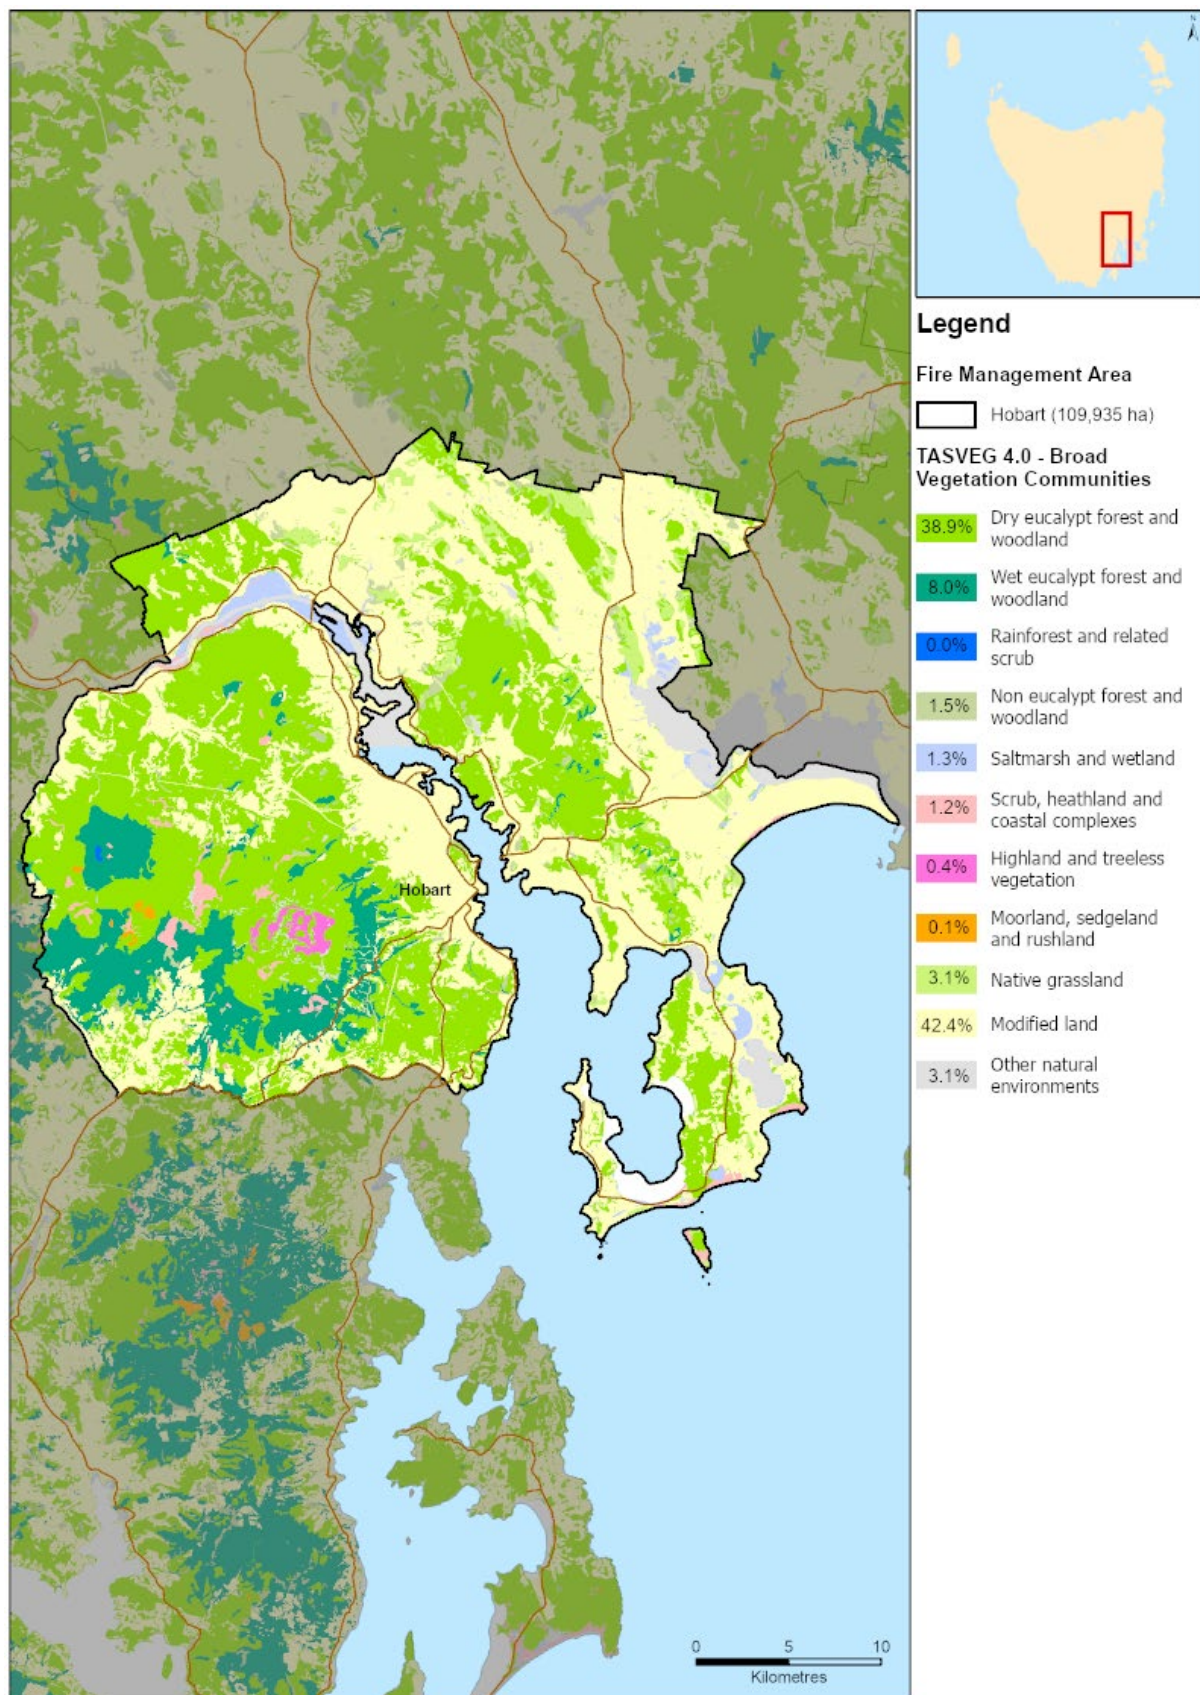 N
Legend
Fire Management Area
Hobart (109,935 ha)
TASVEG 4.0 - Broad
Vegetation Communities
38.9% Dry eucalypt forest and
woodland
8.0% Wet eucalypt forest and
woodland
0.0% Rainforest and related
scrub
1.5% Non eucalypt forest and
woodland
1.3% Saltmarsh and wetland
1.2% Scrub, heathland and
coastal complexes
0.4% Highland and treeless
vegetation
0.1% Moorland, sedgeland
and rushland
3.1% Native grassland
42.4% Modified land
3.1% Other natural
environments
Hobart
0 5 10
Kilometres